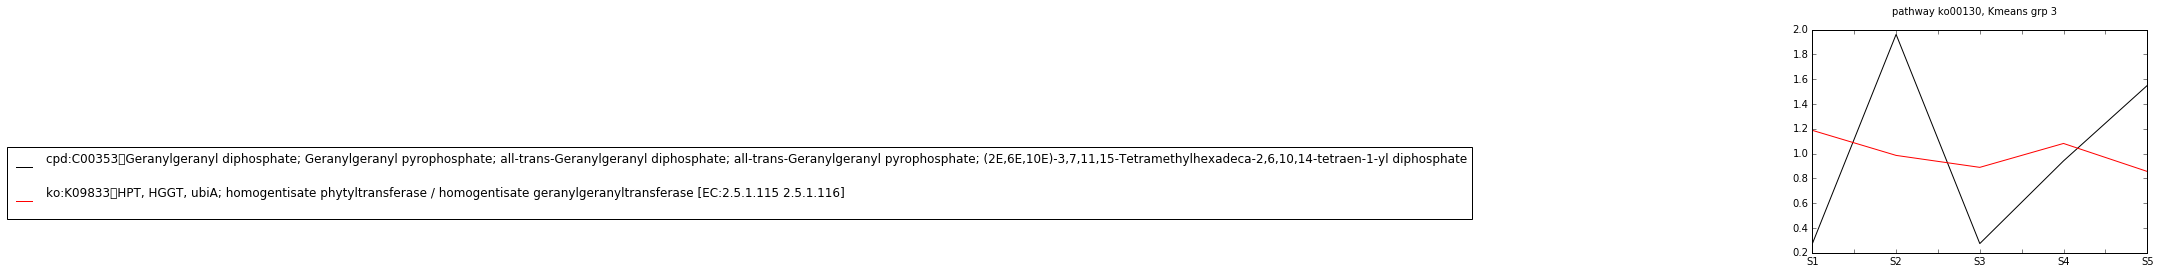 pathway ko00130, Kmeans grp 3
cpd:C00353▯Geranylgeranyl diphosphate; Geranylgeranyl pyrophosphate; all-trans-Geranylgeranyl diphosphate; all-trans-Geranylgeranyl pyrophosphate; (2E,6E,10E)-3,7,11,15-Tetramethylhexadeca-2,6,10,14-tetraen-1-yl diphosphate
ko:K09833▯HPT, HGGT, ubiA; homogentisate phytyltransferase / homogentisate geranylgeranyltransferase [EC:2.5.1.115 2.5.1.116]
2.0
1.8
1.6
1.4
1.2
1.0
0.8
0.6
0.4
0.2
S1 S2 S3 S4 S5